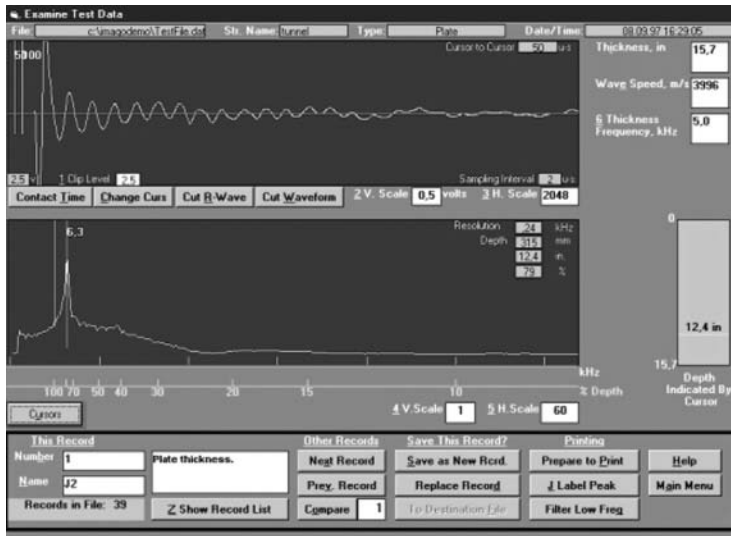 Examine Test Data
File: c:\imagodemo\TestFile.dat Str. Name: tunnel Type: Plate Date/Time: 08.09.97 16:29:05
5000 Cursor to Cursor 50 u·s
Thickness, in 15,7
Wave Speed, m/s 3996
6 Thickness Frequency, kHz 5,0
2.5 v 1 Clip Level 2.5 Sampling Interval 2 u·s
Contact Time Change Curs Cut R-Wave Cut Waveform 2 V. Scale 0,5 volts 3 H. Scale 2048
6,3 Resolution .24 kHz
Depth 315 mm
12,4 in.
79 %
0
12,4 in
15,7
kHz
100 70 50 40 30 20 15 10 % Depth
Depth Indicated By Cursor
Cursors 4 V.Scale 1 5 H.Scale 60
This Record Other Records Save This Record? Printing
Number 1 Plate thickness. Next Record Save as New Rcrd. Prepare to Print Help
Name J2 Prev. Record Replace Record J Label Peak Main Menu
Records in File: 39 Z Show Record List Compare 1 To Destination File Filter Low Freq